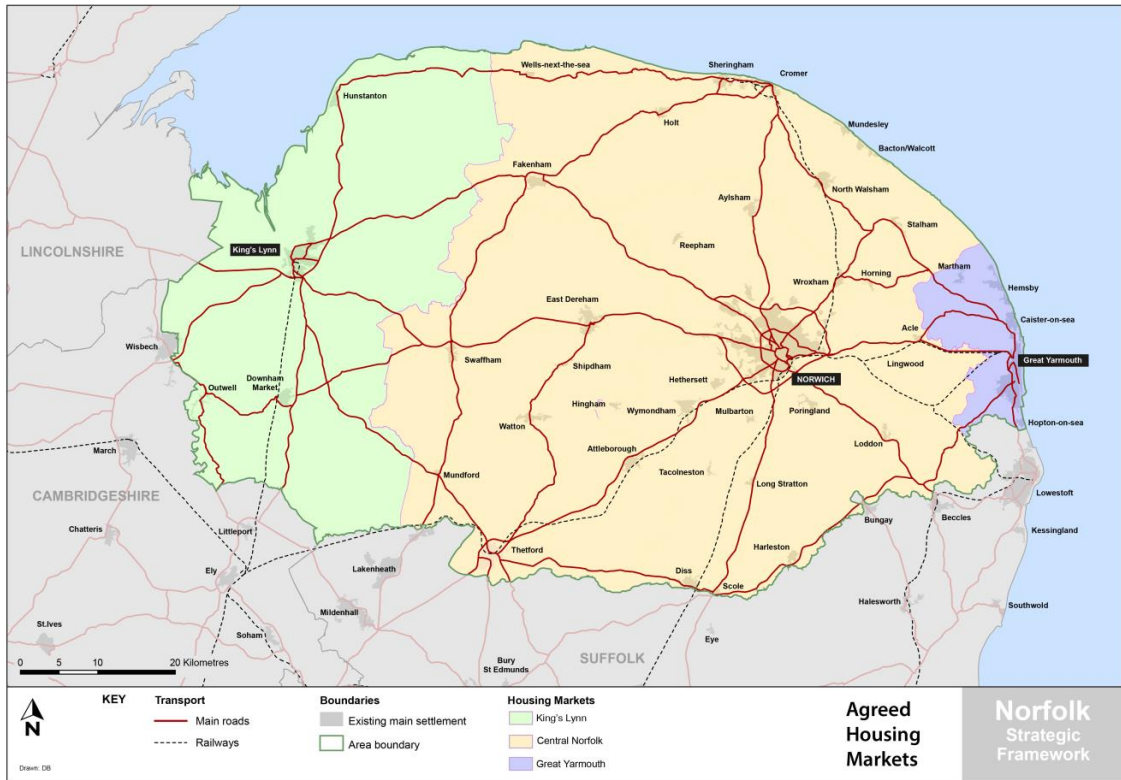 Wells-next-the-sea
Sheringham
Cromer
Hunstanton
Holt
Mundesley
Bacton/Walcott
Fakenham
North Walsham
Aylsham
Stalham
LINCOLNSHIRE
King's Lynn
Reepham
Martham
Wroxham
Horning
Hemsby
East Dereham
Caister-on-sea
Acle
Wisbech
Swaffham
Great Yarmouth
Shipdham
Lingwood
Downham
Market
Outwell
Hethersett
NORWICH
Hingham
Wymondham
Mulbarton
Poringland
Watton
Hopton-on-sea
Loddon
March
Attleborough
Mundford
Tacolneston
Long Stratton
CAMBRIDGESHIRE
Lowestoft
Bungay
Beccles
Chatteris
Littleport
Kessingland
Thetford
Harleston
Lakenheath
Ely
Diss
Scole
Halesworth
Mildenhall
Southwold
St.Ives
Soham
Eye
SUFFOLK
0 5 10 20 Kilometres
Bury
St Edmunds
N
Drawn: DB
KEY
Transport
Main roads
Railways
Boundaries
Existing main settlement
Area boundary
Housing Markets
King's Lynn
Central Norfolk
Great Yarmouth
Agreed
Housing
Markets
Norfolk
Strategic
Framework